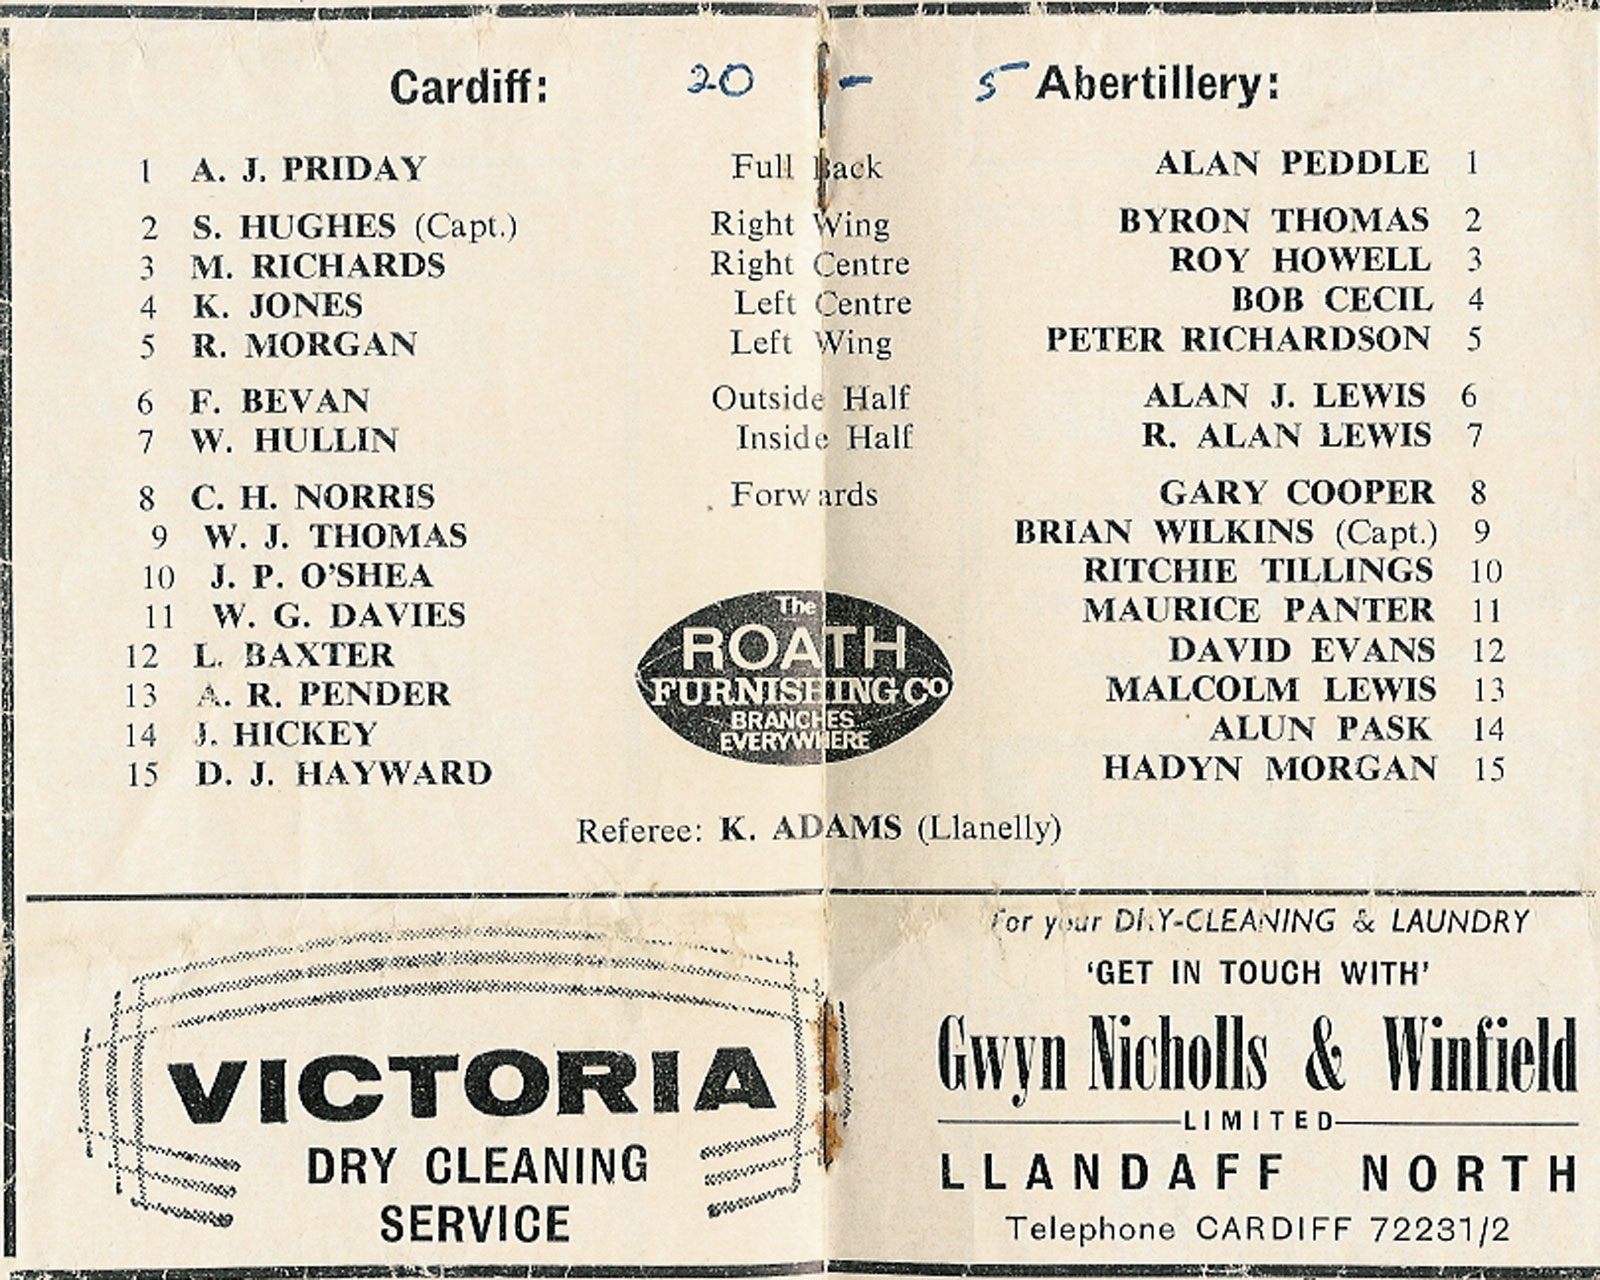 Cardiff: 20 - 5 Abertillery:
1 A. J. PRIDAY Full Back ALAN PEDDLE 1
2 S. HUGHES (Capt.) Right Wing BYRON THOMAS 2
3 M. RICHARDS Right Centre ROY HOWELL 3
4 K. JONES Left Centre BOB CECIL 4
5 R. MORGAN Left Wing PETER RICHARDSON 5
6 F. BEVAN Outside Half ALAN J. LEWIS 6
7 W. HULLIN Inside Half R. ALAN LEWIS 7
8 C. H. NORRIS Forwards GARY COOPER 8
9 W. J. THOMAS BRIAN WILKINS (Capt.) 9
10 J. P. O'SHEA RITCHIE TILLINGS 10
11 W. G. DAVIES MAURICE PANTER 11
12 L. BAXTER DAVID EVANS 12
13 A. R. PENDER MALCOLM LEWIS 13
14 J. HICKEY ALUN PASK 14
15 D. J. HAYWARD HADYN MORGAN 15
The
ROATH
FURNISHING CO
BRANCHES
EVERYWHERE
Referee: K. ADAMS (Llanelly)
VICTORIA
DRY CLEANING
SERVICE
For your DRY-CLEANING & LAUNDRY
'GET IN TOUCH WITH'
Gwyn Nicholls & Winfield
LIMITED
LLANDAFF NORTH
Telephone CARDIFF 72231/2